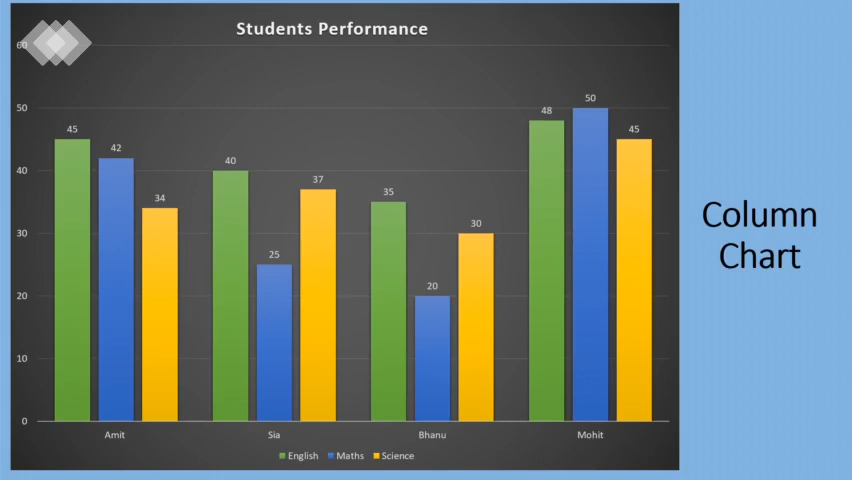 Students Performance
60
50
40
30
20
10
0
45
42
34
40
25
37
35
20
30
48
50
45
Amit
Sia
Bhanu
Mohit
English
Maths
Science
Column
Chart